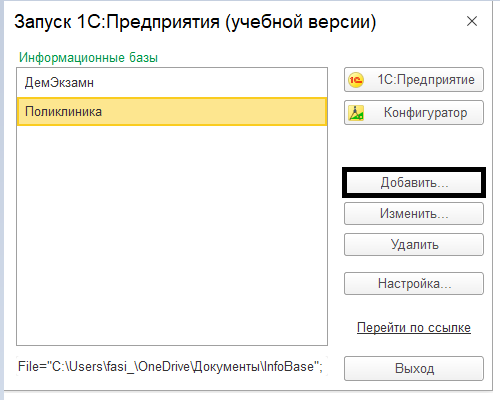 Запуск 1С:Предприятия (учебной версии)
Информационные базы
ДемЭкзамн
Поликлиника
1С:Предприятие
Конфигуратор
Добавить...
Изменить...
Удалить
Настройка...
Перейти по ссылке
File="C:\Users\fasi_\OneDrive\Документы\InfoBase";
Выход